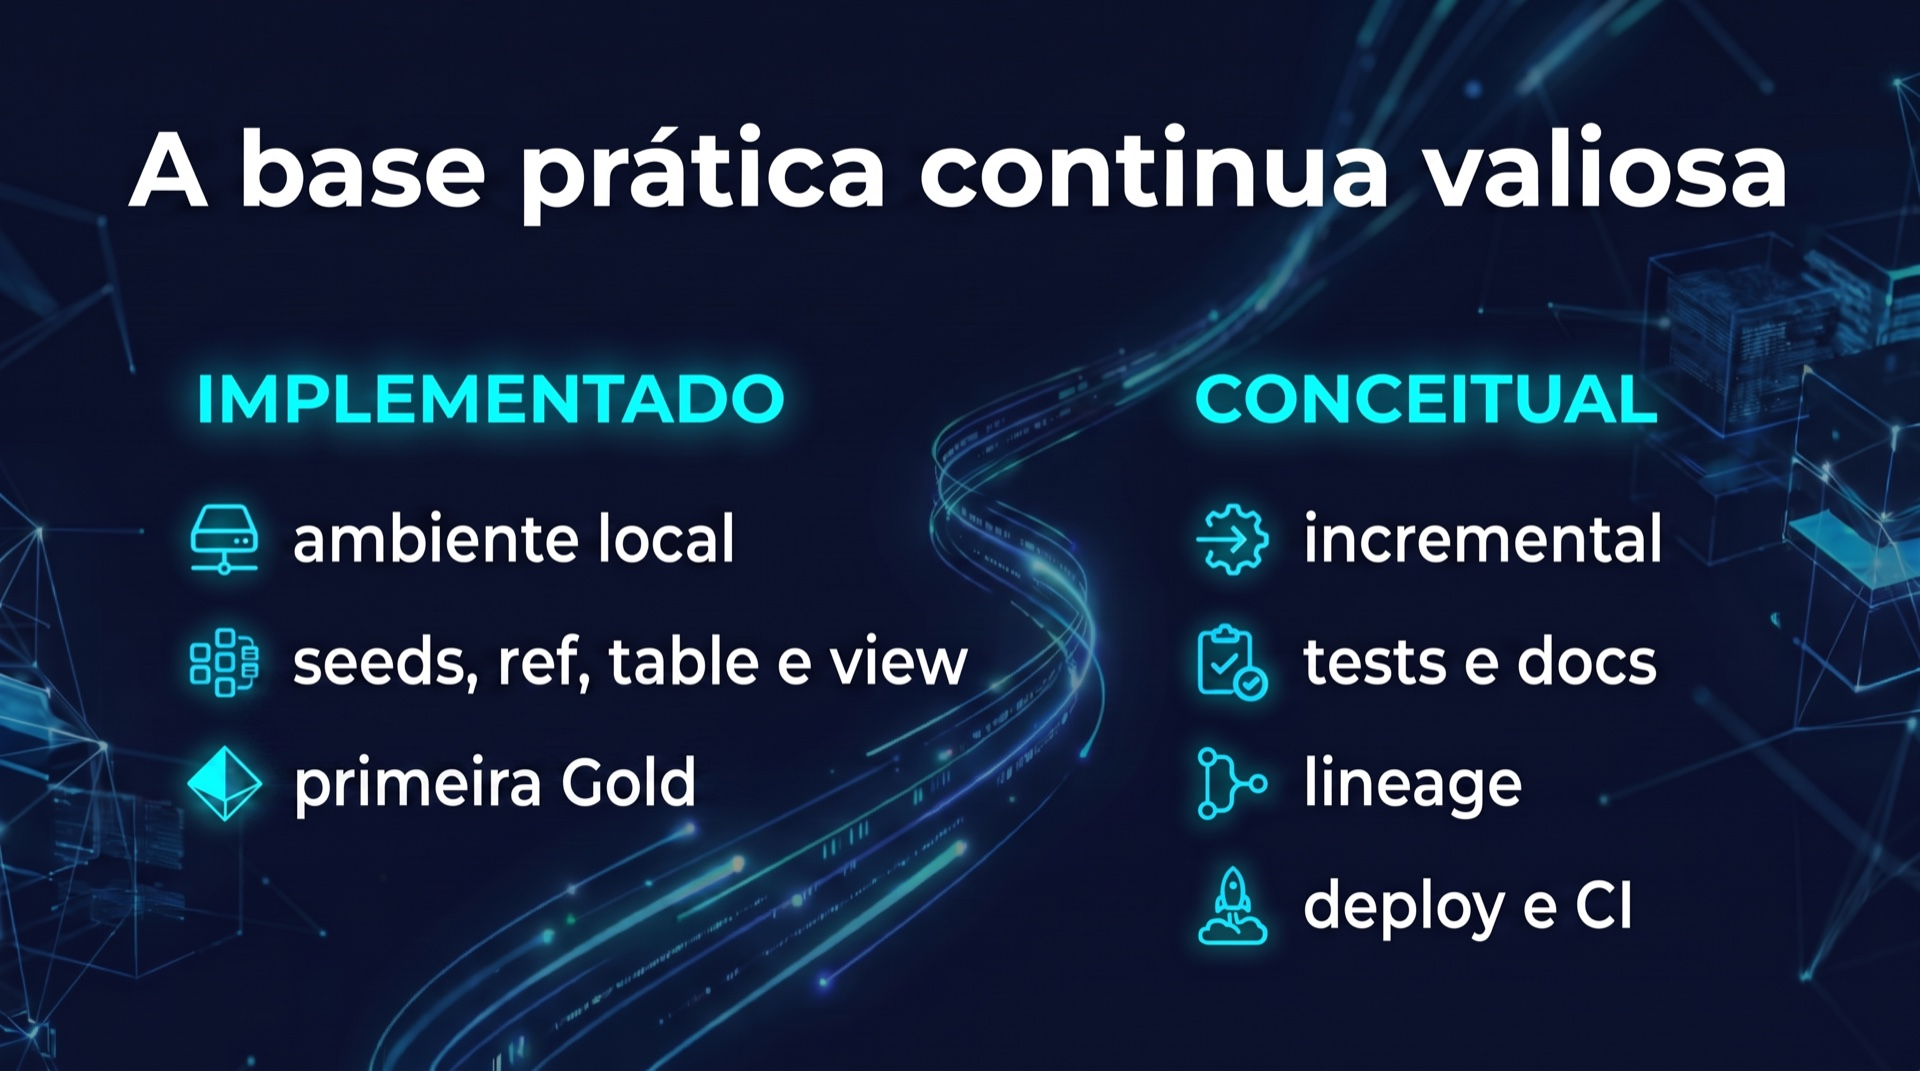 A base prática continua valiosa
IMPLEMENTADO
ambiente local
seeds, ref, table e view
primeira Gold
CONCEITUAL
incremental
tests e docs
lineage
deploy e CI